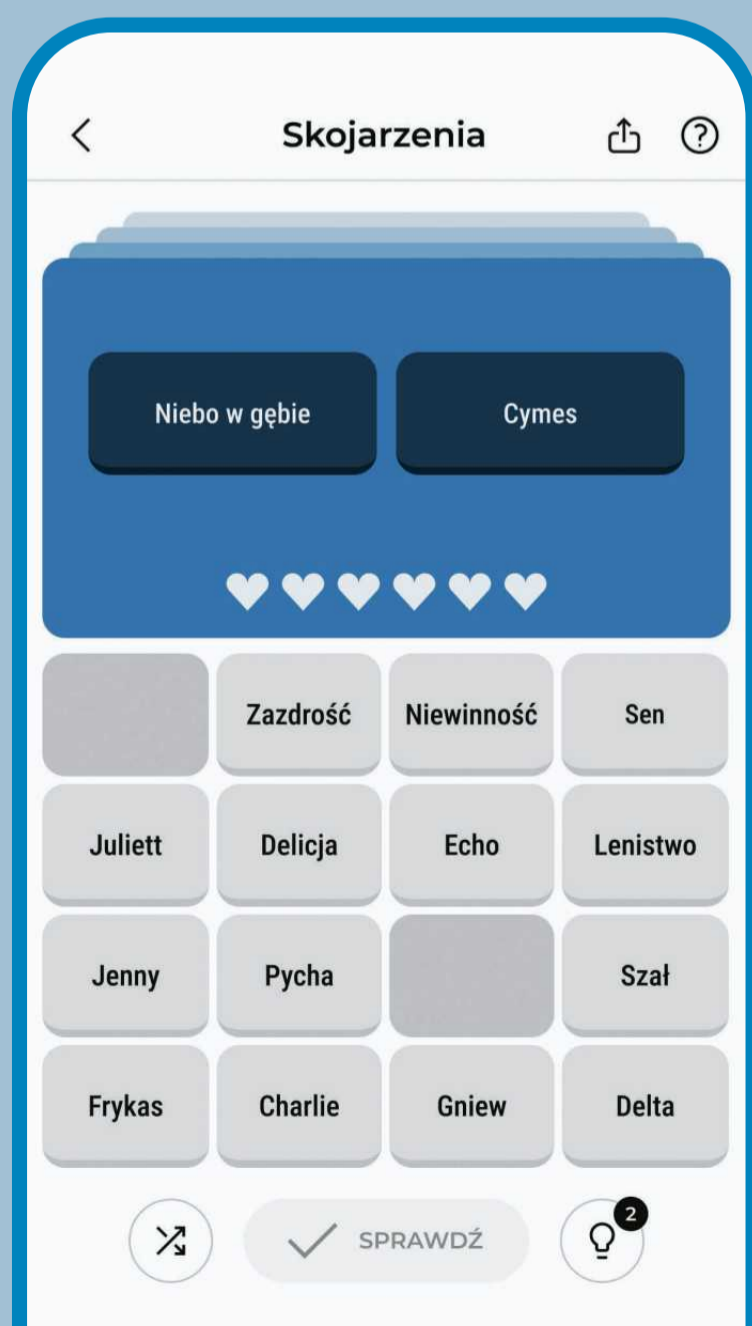 Skojarzenia
Niebo w gębie Cymes
Zazdrość Niewinność Sen
Juliett Delicja Echo Lenistwo
Jenny Pycha Szał
Frykas Charlie Gniew Delta
SPRAWDŹ 2